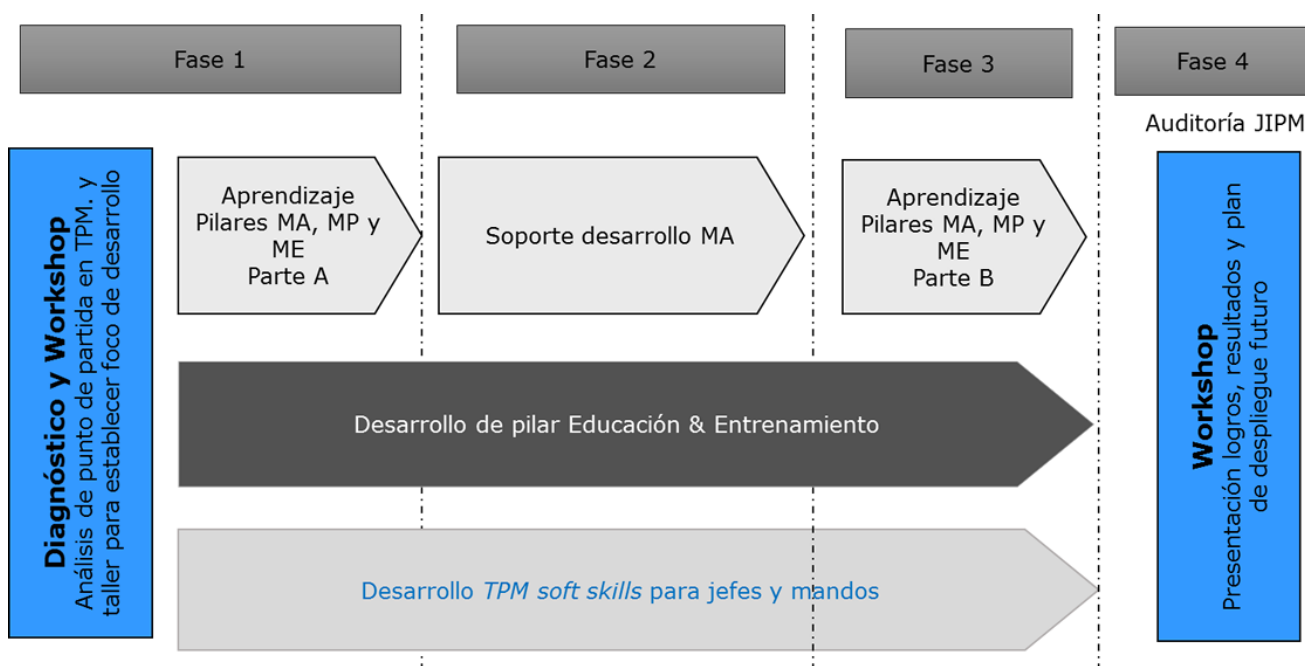 Fase 1
Fase 2
Fase 3
Fase 4
Auditoría JIPM
Diagnóstico y Workshop
Análisis de punto de partida en TPM. y
taller para establecer foco de desarrollo
Aprendizaje
Pilares MA, MP y
ME
Parte A
Soporte desarrollo MA
Aprendizaje
Pilares MA, MP y
ME
Parte B
Workshop
Presentación logros, resultados y plan
de despliegue futuro
Desarrollo de pilar Educación & Entrenamiento
Desarrollo TPM soft skills para jefes y mandos